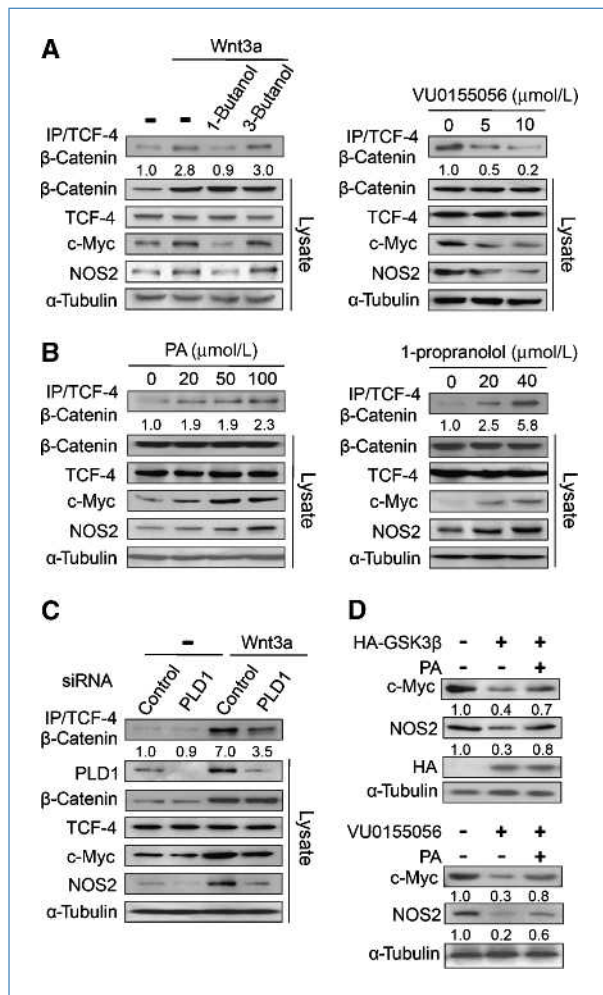 A
Wnt3a
- - 1-Butanol 3-Butanol
IP/TCF-4
β-Catenin
1.0 2.8 0.9 3.0
β-Catenin
TCF-4
c-Myc
NOS2
α-Tubulin
Lysate
VU0155056 (μmol/L)
0 5 10
IP/TCF-4
β-Catenin
1.0 0.5 0.2
β-Catenin
TCF-4
c-Myc
NOS2
α-Tubulin
Lysate
B
PA (μmol/L)
0 20 50 100
IP/TCF-4
β-Catenin
1.0 1.9 1.9 2.3
β-Catenin
TCF-4
c-Myc
NOS2
α-Tubulin
Lysate
1-propranolol (μmol/L)
0 20 40
IP/TCF-4
β-Catenin
1.0 2.5 5.8
β-Catenin
TCF-4
c-Myc
NOS2
α-Tubulin
Lysate
C
- Wnt3a
siRNA Control PLD1 Control PLD1
IP/TCF-4
β-Catenin
1.0 0.9 7.0 3.5
PLD1
β-Catenin
TCF-4
c-Myc
NOS2
α-Tubulin
Lysate
D
HA-GSK3β - + +
PA - - +
c-Myc
1.0 0.4 0.7
NOS2
1.0 0.3 0.8
HA
α-Tubulin
VU0155056 - + +
PA - - +
c-Myc
1.0 0.3 0.8
NOS2
1.0 0.2 0.6
α-Tubulin